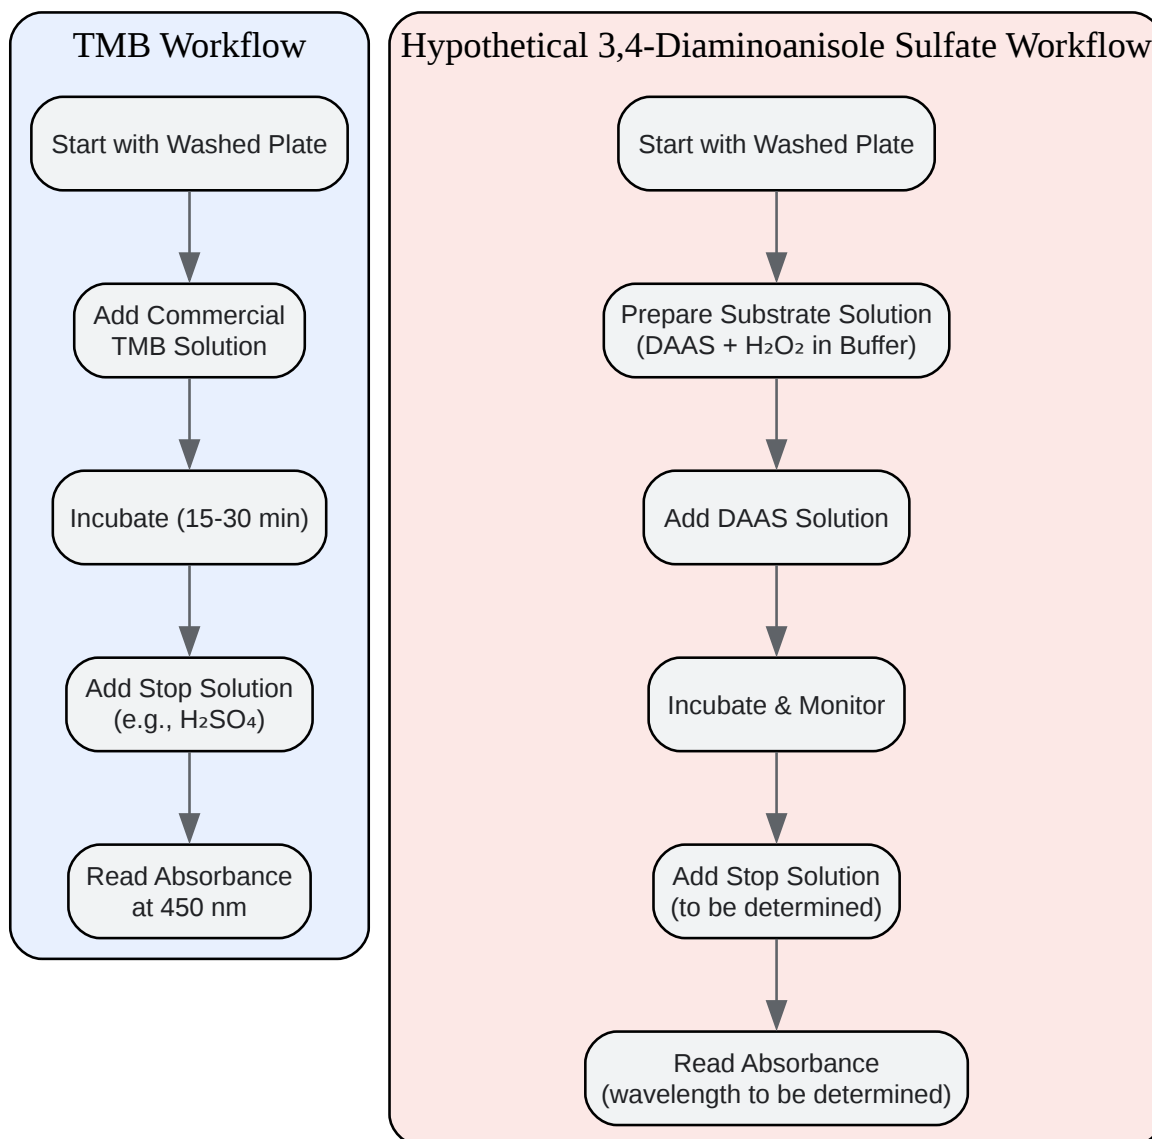 TMB Workflow
Start with Washed Plate
Add Commercial
TMB Solution
Incubate (15-30 min)
Add Stop Solution
(e.g., H₂SO₄)
Read Absorbance
at 450 nm
Hypothetical 3,4-Diaminoanisole Sulfate Workflow
Start with Washed Plate
Prepare Substrate Solution
(DAAS + H₂O₂ in Buffer)
Add DAAS Solution
Incubate & Monitor
Add Stop Solution
(to be determined)
Read Absorbance
(wavelength to be determined)